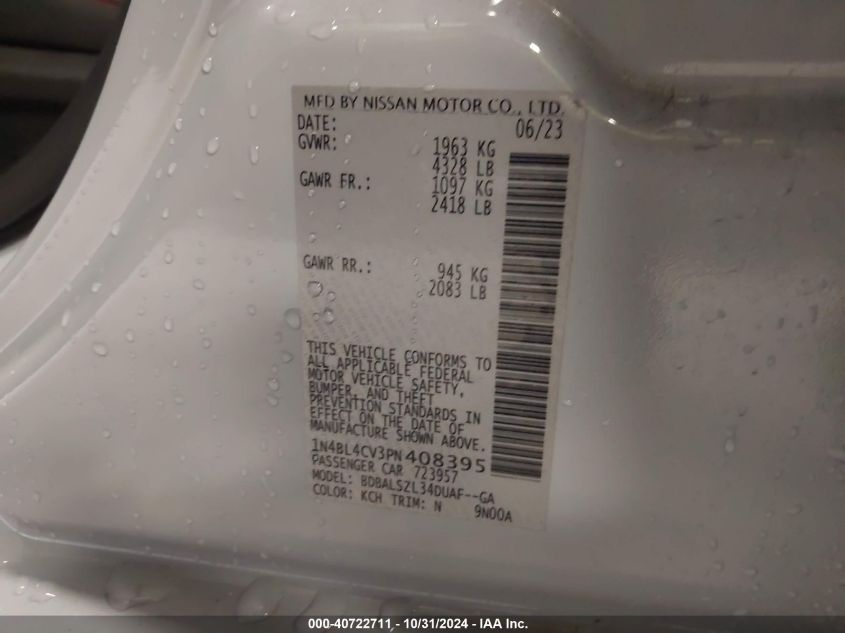 MFD BY NISSAN MOTOR CO., LTD.
DATE: 06/23
GVWR: 1963 KG
4328 LB
GAWR FR.: 1097 KG
2418 LB
GAWR RR.: 945 KG
2083 LB
THIS VEHICLE CONFORMS TO
ALL APPLICABLE FEDERAL
MOTOR VEHICLE SAFETY,
BUMPER, AND THEFT
PREVENTION STANDARDS IN
EFFECT ON THE DATE OF
MANUFACTURE SHOWN ABOVE.
1N4BL4CV3PN408395
PASSENGER CAR 723957
MODEL: BDBALSZL34DUAF--GA
COLOR: KCH TRIM: N 9N00A
000-40722711 - 10/31/2024 - IAA Inc.